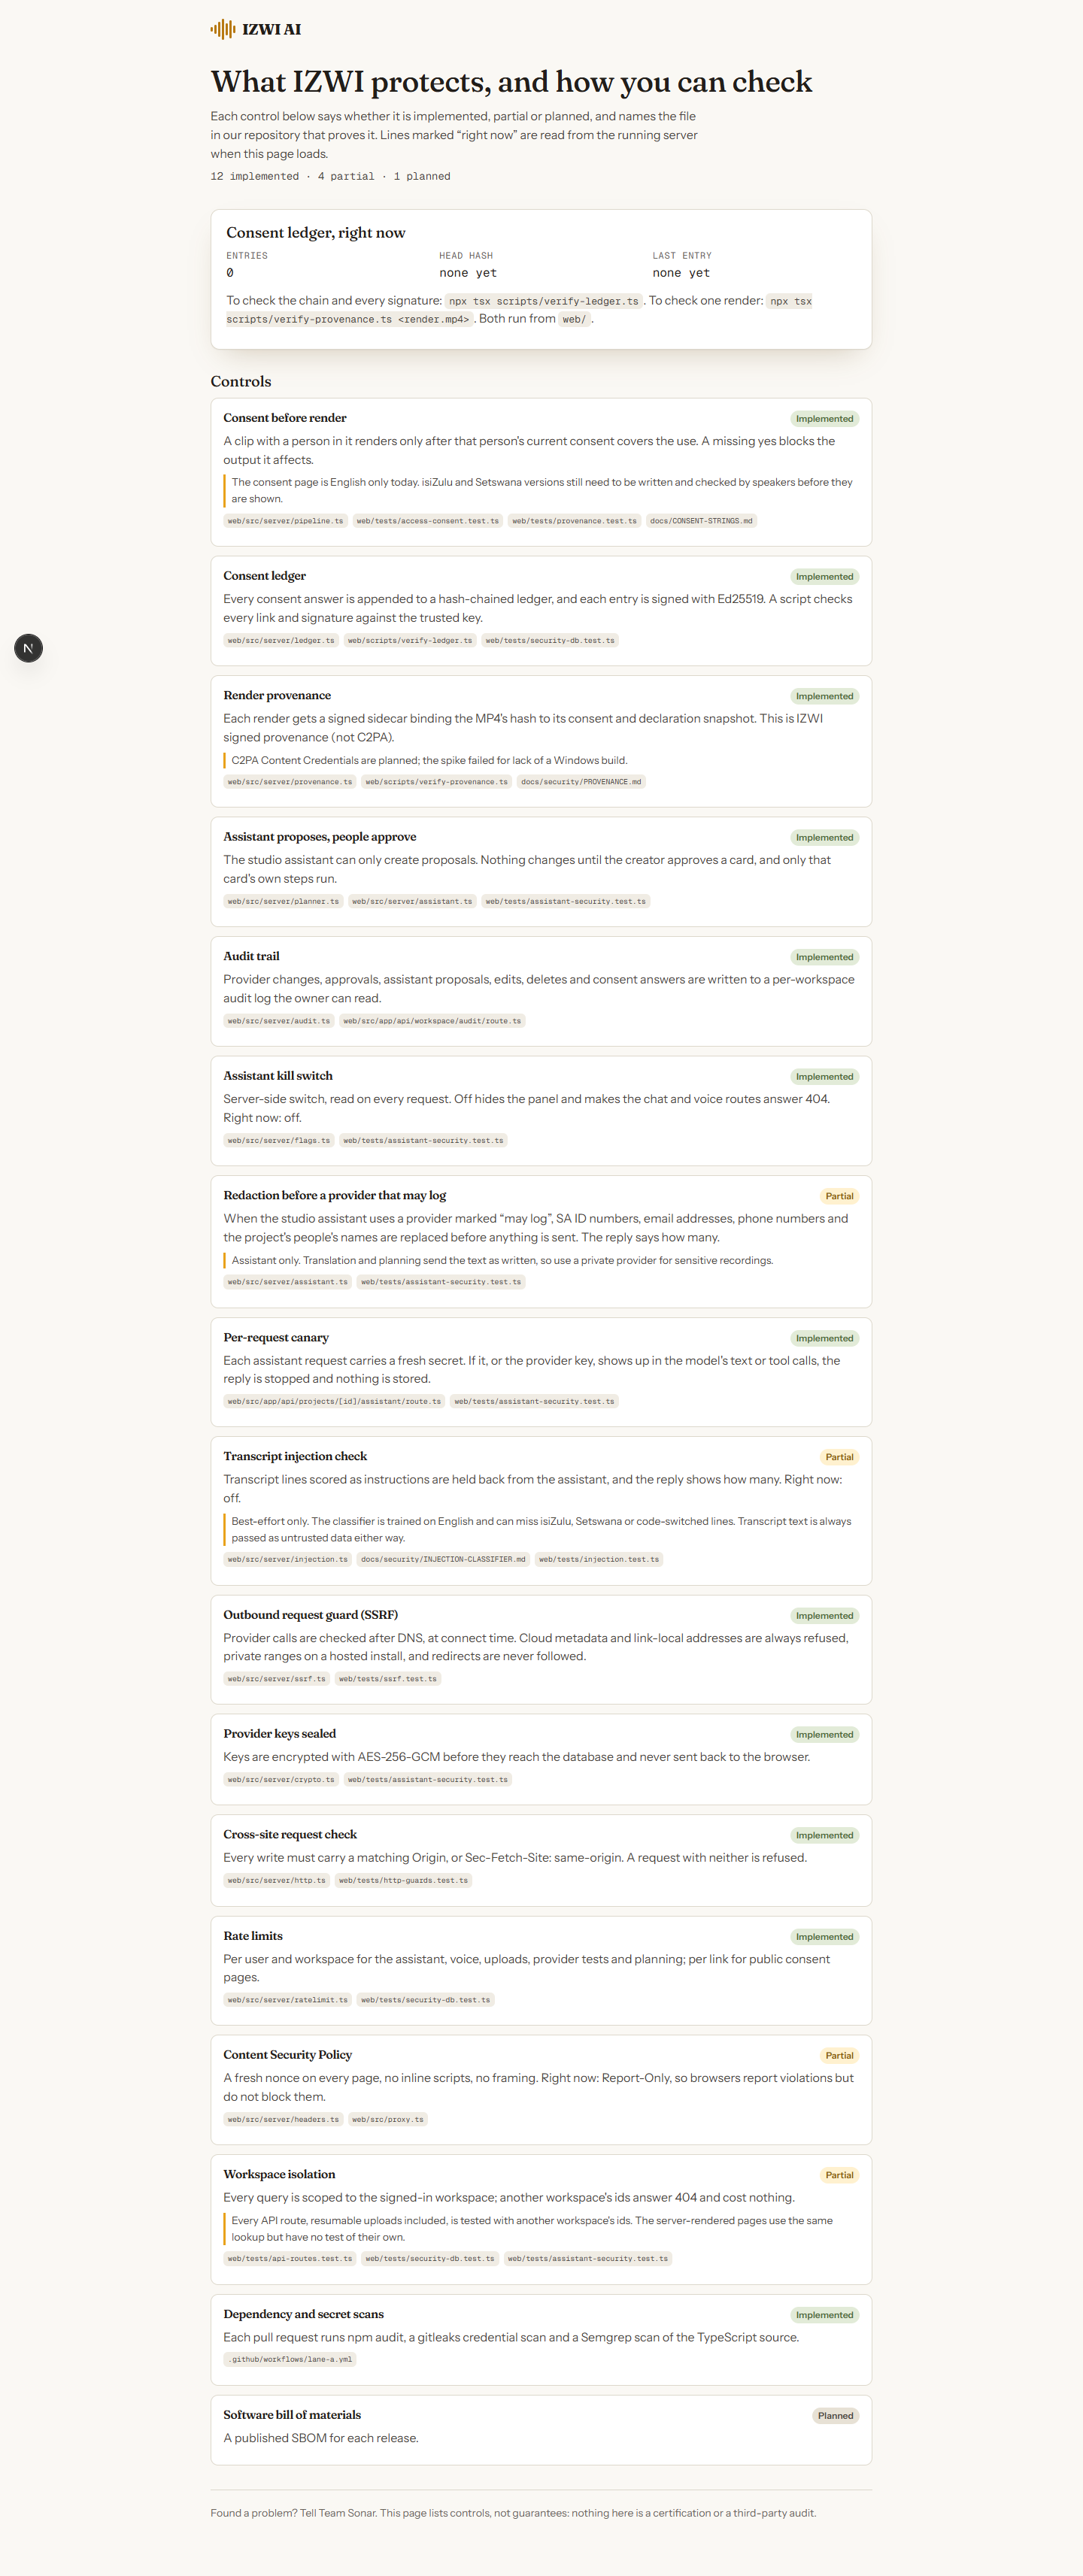 IZWI AI
What IZWI protects, and how you can check
Each control below says whether it is implemented, partial or planned, and names the file
in our repository that proves it. Lines marked “right now” are read from the running server
when this page loads.
12 implemented · 4 partial · 1 planned
Consent ledger, right now
ENTRIES HEAD HASH LAST ENTRY
0 none yet none yet
To check the chain and every signature: npx tsx scripts/verify-ledger.ts. To check one render: npx tsx
scripts/verify-provenance.ts <render.mp4>. Both run from web/.
Controls
Consent before render Implemented
A clip with a person in it renders only after that person's current consent covers the use. A missing yes blocks the
output it affects.
The consent page is English only today. isiZulu and Setswana versions still need to be written and checked by speakers before they
are shown.
web/src/server/pipeline.ts web/tests/access-consent.test.ts web/tests/provenance.test.ts docs/CONSENT-STRINGS.md
Consent ledger Implemented
Every consent answer is appended to a hash-chained ledger, and each entry is signed with Ed25519. A script checks
every link and signature against the trusted key.
web/src/server/ledger.ts web/scripts/verify-ledger.ts web/tests/security-db.test.ts
N
Render provenance Implemented
Each render gets a signed sidecar binding the MP4's hash to its consent and declaration snapshot. This is IZWI
signed provenance (not C2PA).
C2PA Content Credentials are planned; the spike failed for lack of a Windows build.
web/src/server/provenance.ts web/scripts/verify-provenance.ts docs/security/PROVENANCE.md
Assistant proposes, people approve Implemented
The studio assistant can only create proposals. Nothing changes until the creator approves a card, and only that
card's own steps run.
web/src/server/planner.ts web/src/server/assistant.ts web/tests/assistant-security.test.ts
Audit trail Implemented
Provider changes, approvals, assistant proposals, edits, deletes and consent answers are written to a per-workspace
audit log the owner can read.
web/src/server/audit.ts web/src/app/api/workspace/audit/route.ts
Assistant kill switch Implemented
Server-side switch, read on every request. Off hides the panel and makes the chat and voice routes answer 404.
Right now: off.
web/src/server/flags.ts web/tests/assistant-security.test.ts
Redaction before a provider that may log Partial
When the studio assistant uses a provider marked “may log”, SA ID numbers, email addresses, phone numbers and
the project's people's names are replaced before anything is sent. The reply says how many.
Assistant only. Translation and planning send the text as written, so use a private provider for sensitive recordings.
web/src/server/assistant.ts web/tests/assistant-security.test.ts
Per-request canary Implemented
Each assistant request carries a fresh secret. If it, or the provider key, shows up in the model's text or tool calls, the
reply is stopped and nothing is stored.
web/src/app/api/projects/[id]/assistant/route.ts web/tests/assistant-security.test.ts
Transcript injection check Partial
Transcript lines scored as instructions are held back from the assistant, and the reply shows how many. Right now:
off.
Best-effort only. The classifier is trained on English and can miss isiZulu, Setswana or code-switched lines. Transcript text is always
passed as untrusted data either way.
web/src/server/injection.ts docs/security/INJECTION-CLASSIFIER.md web/tests/injection.test.ts
Outbound request guard (SSRF) Implemented
Provider calls are checked after DNS, at connect time. Cloud metadata and link-local addresses are always refused,
private ranges on a hosted install, and redirects are never followed.
web/src/server/ssrf.ts web/tests/ssrf.test.ts
Provider keys sealed Implemented
Keys are encrypted with AES-256-GCM before they reach the database and never sent back to the browser.
web/src/server/crypto.ts web/tests/assistant-security.test.ts
Cross-site request check Implemented
Every write must carry a matching Origin, or Sec-Fetch-Site: same-origin. A request with neither is refused.
web/src/server/http.ts web/tests/http-guards.test.ts
Rate limits Implemented
Per user and workspace for the assistant, voice, uploads, provider tests and planning; per link for public consent
pages.
web/src/server/ratelimit.ts web/tests/security-db.test.ts
Content Security Policy Partial
A fresh nonce on every page, no inline scripts, no framing. Right now: Report-Only, so browsers report violations but
do not block them.
web/src/server/headers.ts web/src/proxy.ts
Workspace isolation Partial
Every query is scoped to the signed-in workspace; another workspace's ids answer 404 and cost nothing.
Every API route, resumable uploads included, is tested with another workspace's ids. The server-rendered pages use the same
lookup but have no test of their own.
web/tests/api-routes.test.ts web/tests/security-db.test.ts web/tests/assistant-security.test.ts
Dependency and secret scans Implemented
Each pull request runs npm audit, a gitleaks credential scan and a Semgrep scan of the TypeScript source.
.github/workflows/lane-a.yml
Software bill of materials Planned
A published SBOM for each release.
Found a problem? Tell Team Sonar. This page lists controls, not guarantees: nothing here is a certification or a third-party audit.